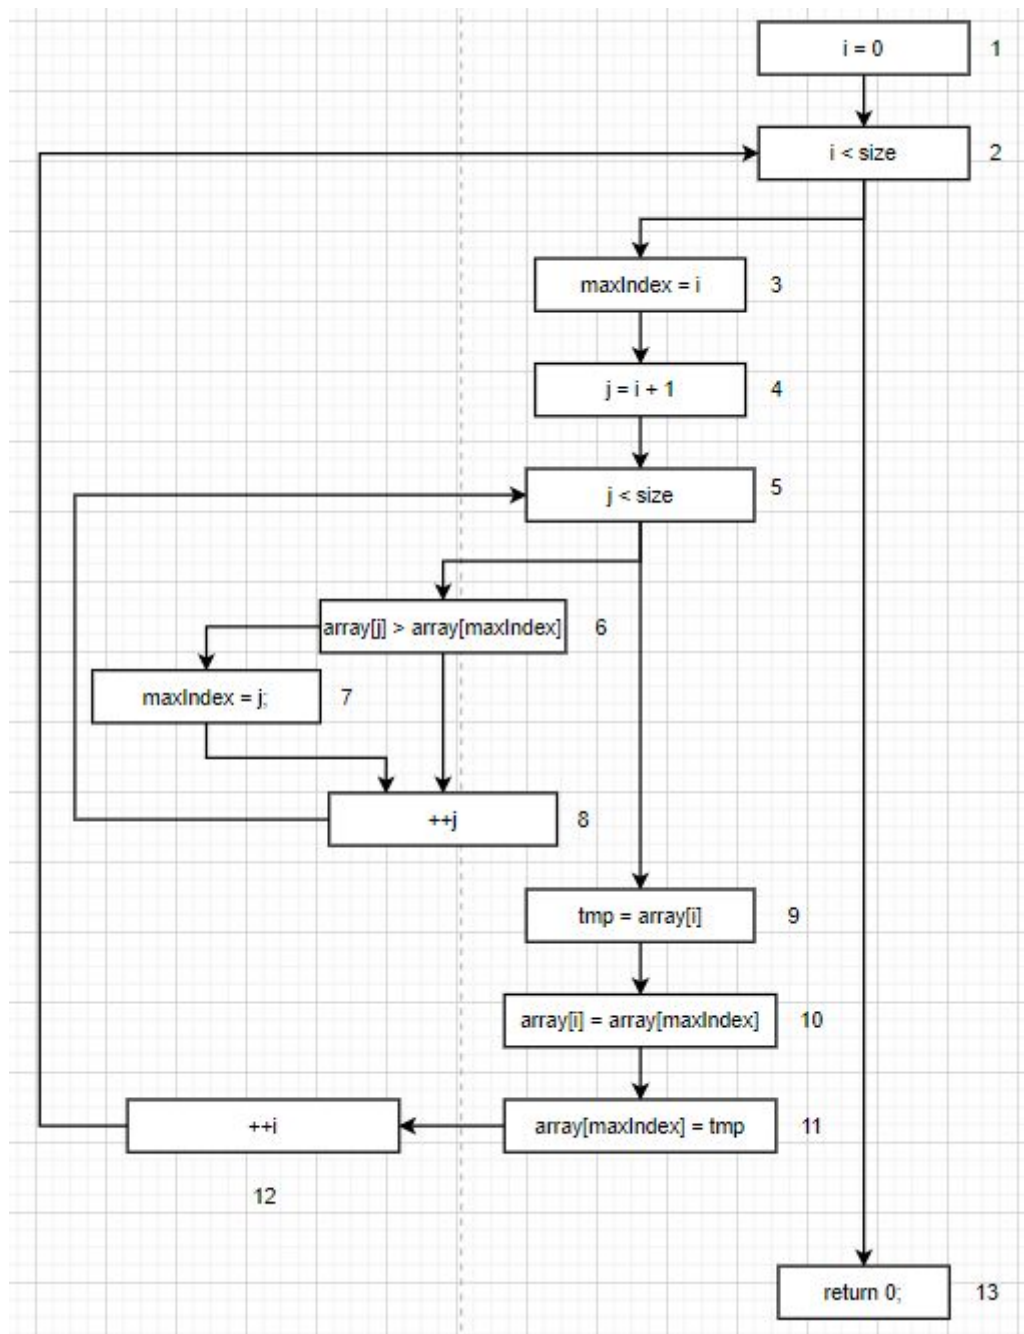 i = 0 1
i < size 2
maxIndex = i 3
j = i + 1 4
j < size 5
array[j] > array[maxIndex] 6
maxIndex = j; 7
++j 8
tmp = array[i] 9
array[i] = array[maxIndex] 10
++i array[maxIndex] = tmp 11
12
return 0; 13